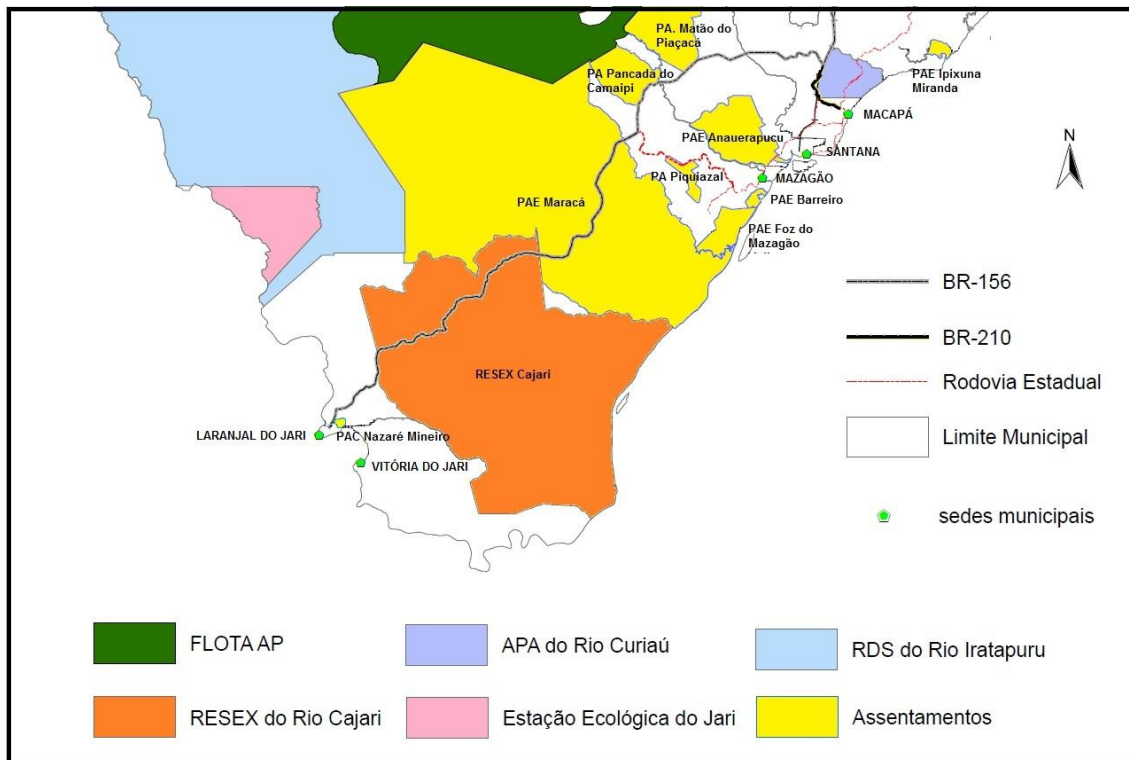 PA. Matão do
Piaçacá
PA Pancada do
Camaipi
PAE Ipixuna
Miranda
MACAPÁ
PAE Anauerapucu
SANTANA
N
PA Piquiazal
MAZAGÃO
PAE Maracá
PAE Barreiro
PAE Foz do
Mazagão
BR-156
BR-210
RESEX Cajari
Rodovia Estadual
LARANJAL DO JARI
PAC Nazaré Mineiro
Limite Municipal
VITÓRIA DO JARI
sedes municipais
FLOTA AP
APA do Rio Curiaú
RDS do Rio Iratapuru
RESEX do Rio Cajari
Estação Ecológica do Jari
Assentamentos